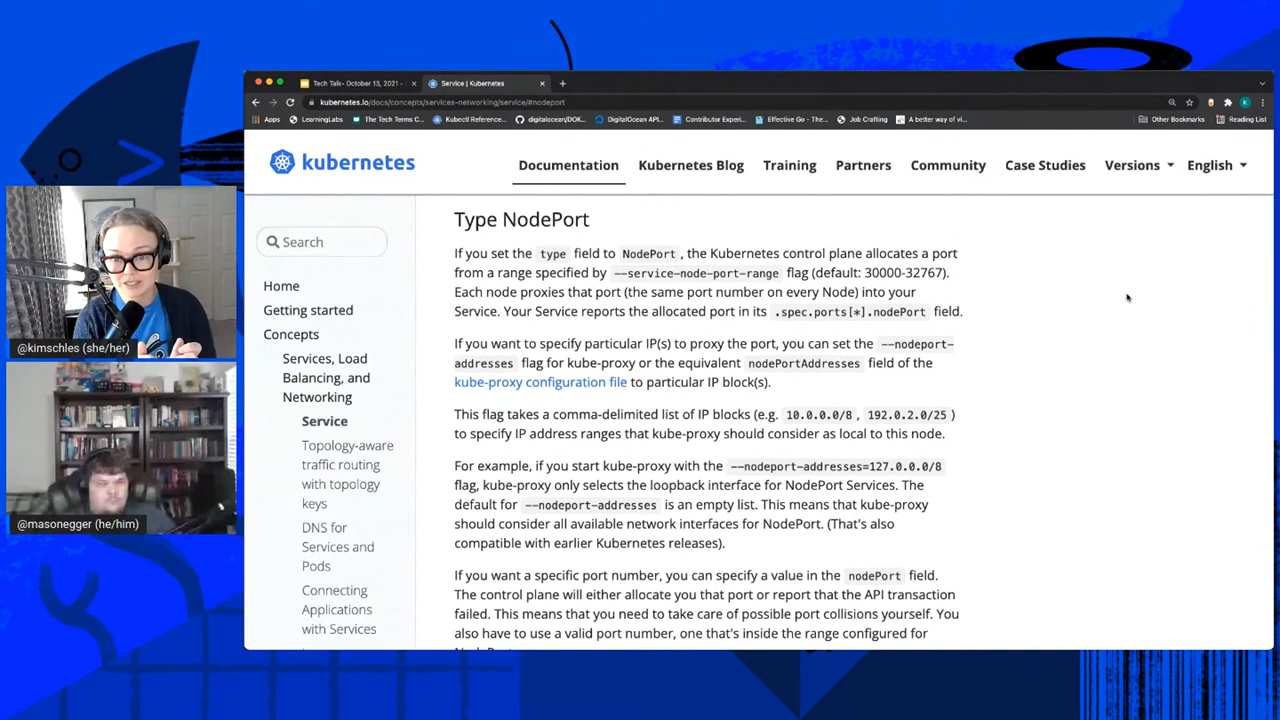 Tech Talk- October 13, 2021 -
Service | Kubernetes
kubernetes.io/docs/concepts/services-networking/service/#nodeport
K
Apps
LearningLabs
The Tech Terms C...
Kubectl Reference...
digitalocean/DOK...
DigitalOcean API...
Contributor Experi...
Effective Go - The...
Job Crafting
A better way of vi...
Other Bookmarks
Reading List
kubernetes
Documentation
Kubernetes Blog
Training
Partners
Community
Case Studies
Versions
English
Search
Home
Getting started
Concepts
Services, Load
Balancing, and
Networking
Service
Topology-aware
traffic routing
with topology
keys
DNS for
Services and
Pods
Connecting
Applications
with Services
Type NodePort
If you set the type field to NodePort , the Kubernetes control plane allocates a port
from a range specified by --service-node-port-range flag (default: 30000-32767).
Each node proxies that port (the same port number on every Node) into your
Service. Your Service reports the allocated port in its .spec.ports[*].nodePort field.
If you want to specify particular IP(s) to proxy the port, you can set the --nodeport-
addresses flag for kube-proxy or the equivalent nodePortAddresses field of the
kube-proxy configuration file to particular IP block(s).
This flag takes a comma-delimited list of IP blocks (e.g. 10.0.0.0/8 , 192.0.2.0/25 )
to specify IP address ranges that kube-proxy should consider as local to this node.
For example, if you start kube-proxy with the --nodeport-addresses=127.0.0.0/8
flag, kube-proxy only selects the loopback interface for NodePort Services. The
default for --nodeport-addresses is an empty list. This means that kube-proxy
should consider all available network interfaces for NodePort. (That's also
compatible with earlier Kubernetes releases).
If you want a specific port number, you can specify a value in the nodePort field.
The control plane will either allocate you that port or report that the API transaction
failed. This means that you need to take care of possible port collisions yourself. You
also have to use a valid port number, one that's inside the range configured for
@kimschles (she/her)
@masonegger (he/him)